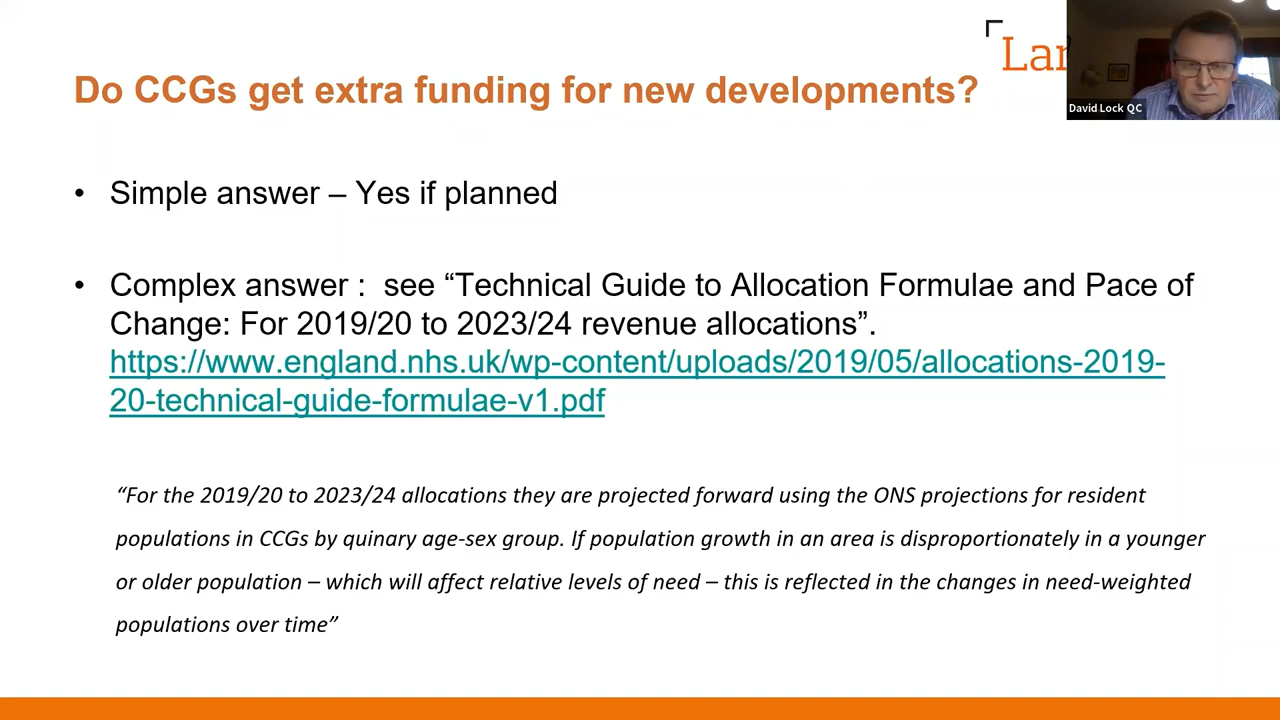 Do CCGs get extra funding for new developments?
Lan
David Lock QC
• Simple answer – Yes if planned
• Complex answer : see “Technical Guide to Allocation Formulae and Pace of
Change: For 2019/20 to 2023/24 revenue allocations”.
https://www.england.nhs.uk/wp-content/uploads/2019/05/allocations-2019-
20-technical-guide-formulae-v1.pdf
“For the 2019/20 to 2023/24 allocations they are projected forward using the ONS projections for resident
populations in CCGs by quinary age-sex group. If population growth in an area is disproportionately in a younger
or older population – which will affect relative levels of need – this is reflected in the changes in need-weighted
populations over time”